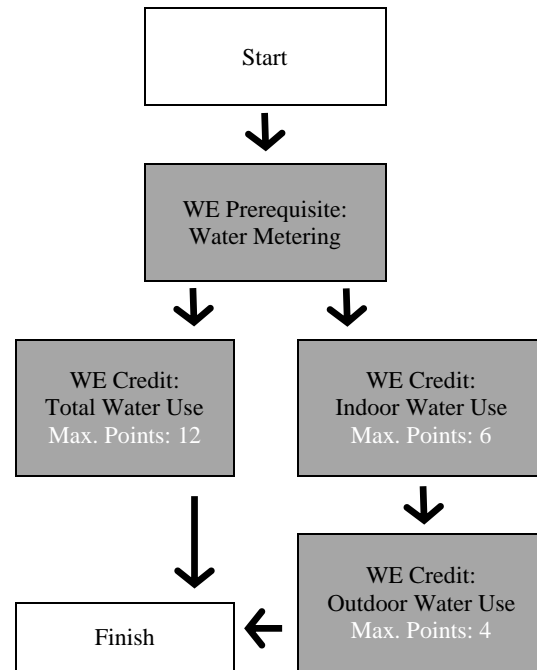 Start
WE Prerequisite:
Water Metering
WE Credit:
Total Water Use
Max. Points: 12
WE Credit:
Indoor Water Use
Max. Points: 6
WE Credit:
Outdoor Water Use
Max. Points: 4
Finish